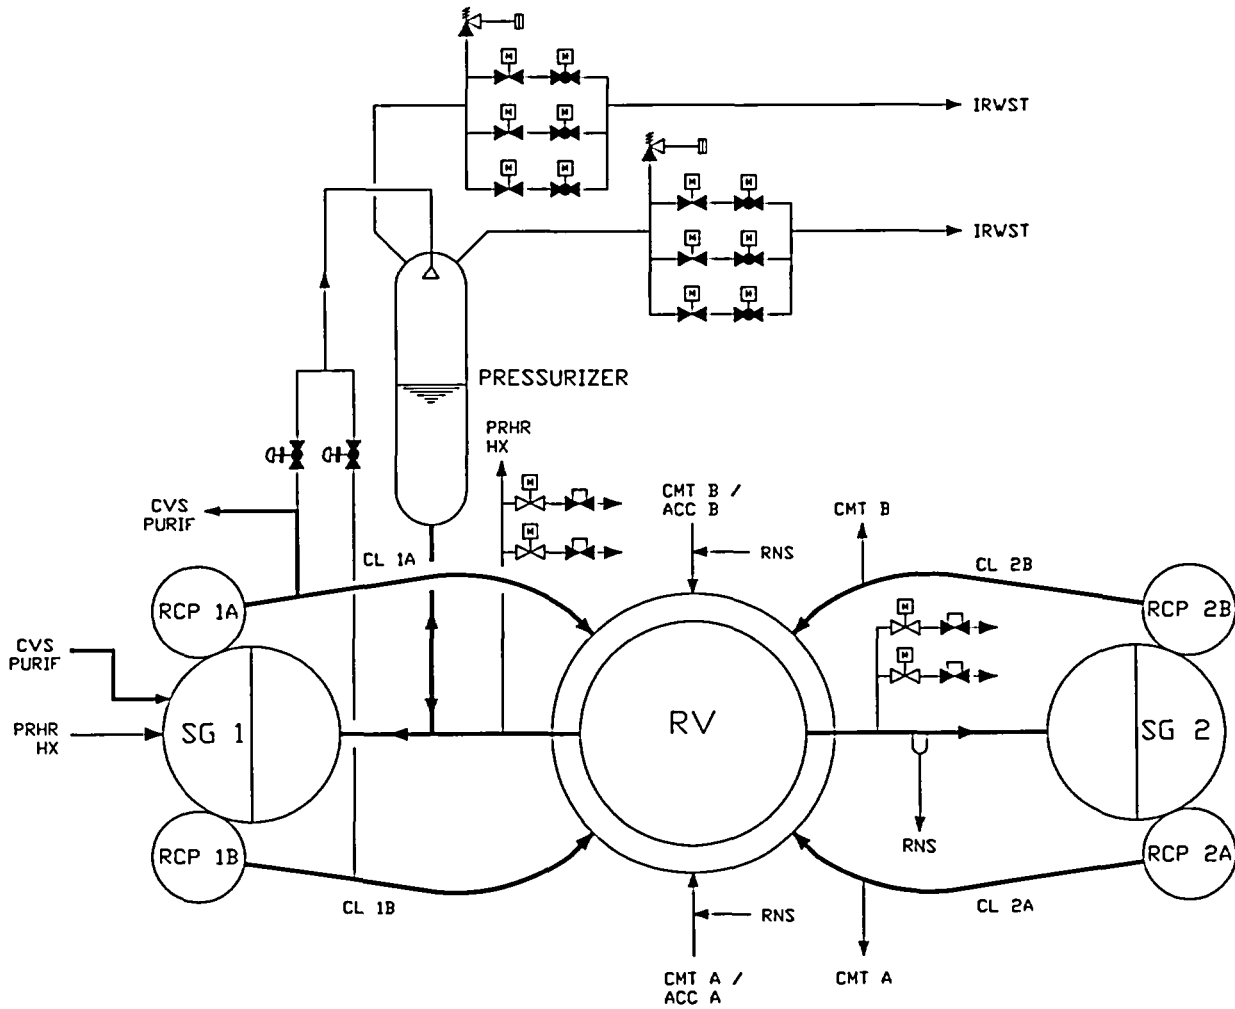 M
M
IRWST
M
M
M
M
M
M
IRWST
M
M
M
M
PRESSURIZER
PRHR
HX
M
CVS
PURIF
CMT B /
ACC B
CMT B
M
RNS
CL 1A
CL 2B
RCP 1A
RCP 2B
M
CVS
PURIF
M
SG 1
RV
SG 2
PRHR
HX
RCP 1B
RNS
RCP 2A
CL 1B
CL 2A
RNS
CMT A /
ACC A
CMT A